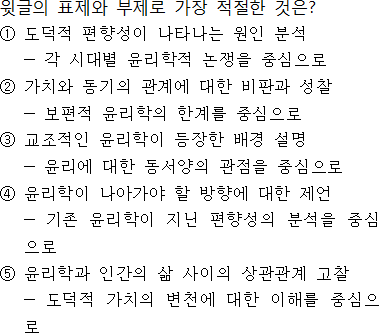 윗글의 표제와 부제로 가장 적절한 것은?
① 도덕적 편향성이 나타나는 원인 분석
– 각 시대별 윤리학적 논쟁을 중심으로
② 가치와 동기의 관계에 대한 비판과 성찰
– 보편적 윤리학의 한계를 중심으로
③ 교조적인 윤리학이 등장한 배경 설명
– 윤리에 대한 동서양의 관점을 중심으로
④ 윤리학이 나아가야 할 방향에 대한 제언
– 기존 윤리학이 지닌 편향성의 분석을 중심
으로
⑤ 윤리학과 인간의 삶 사이의 상관관계 고찰
– 도덕적 가치의 변천에 대한 이해를 중심으
로